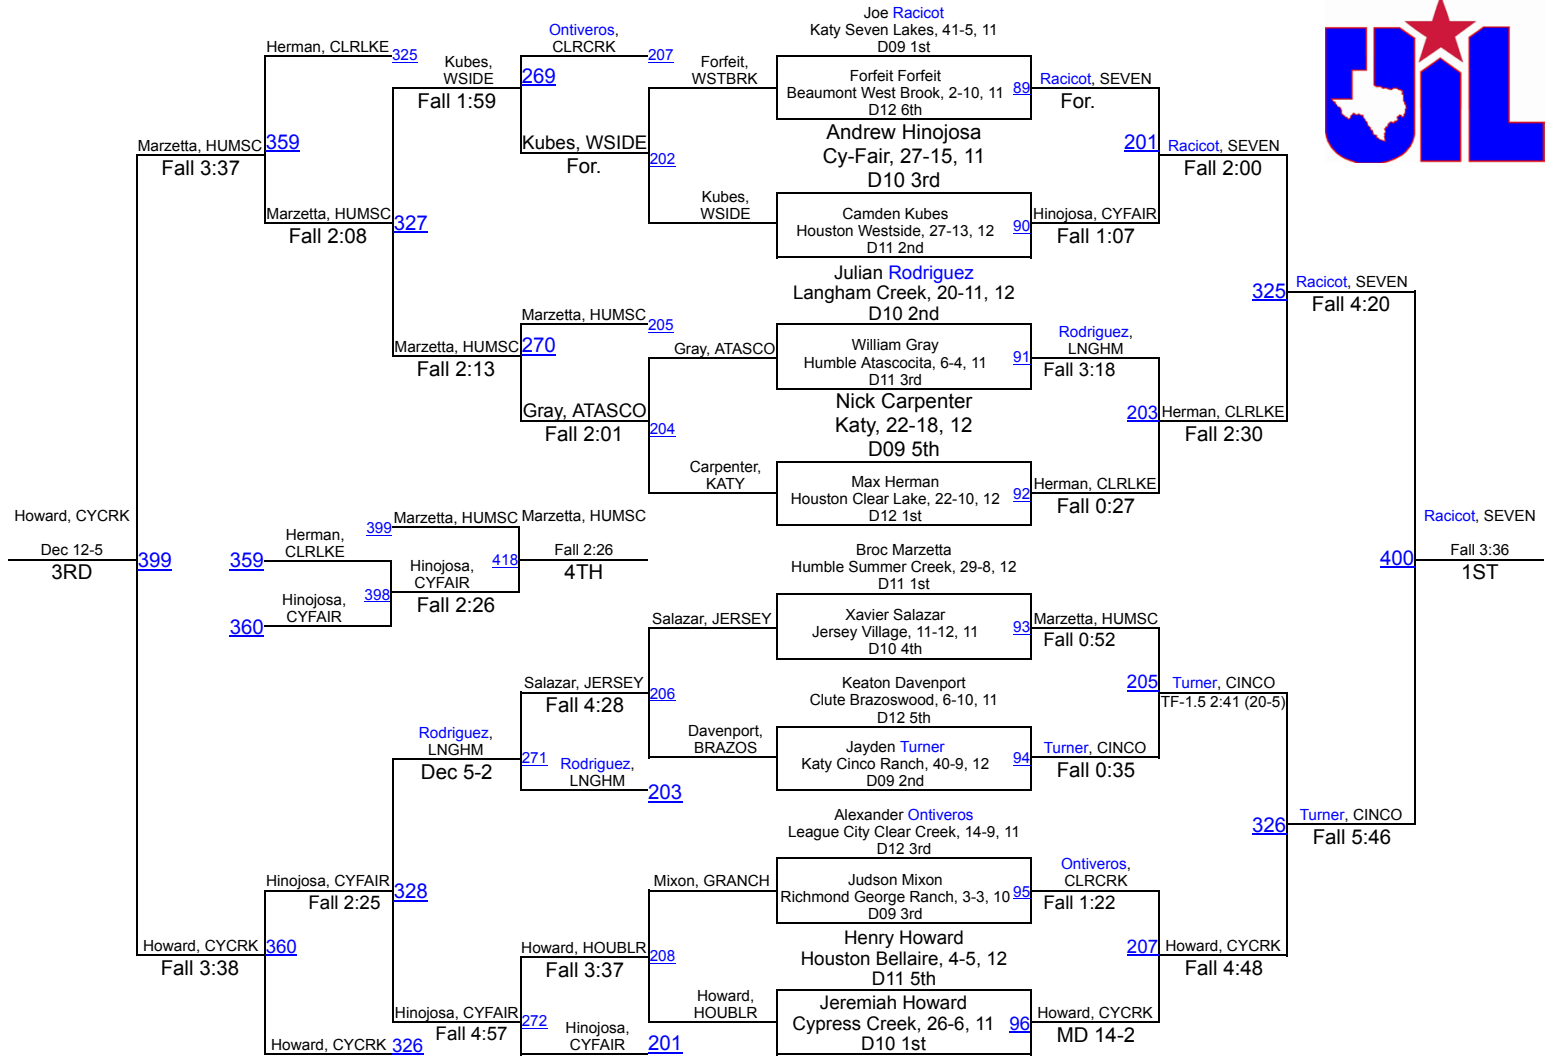 Joe Racicot
Katy Seven Lakes, 41-5, 11
D09 1st
Forfeit Forfeit
Beaumont West Brook, 2-10, 11
D12 6th
89
Andrew Hinojosa
Cy-Fair, 27-15, 11
D10 3rd
Camden Kubes
Houston Westside, 27-13, 12
D11 2nd
90
Julian Rodriguez
Langham Creek, 20-11, 12
D10 2nd
William Gray
Humble Atascocita, 6-4, 11
D11 3rd
91
Nick Carpenter
Katy, 22-18, 12
D09 5th
Max Herman
Houston Clear Lake, 22-10, 12
D12 1st
92
Broc Marzetta
Humble Summer Creek, 29-8, 12
D11 1st
Xavier Salazar
Jersey Village, 11-12, 11
D10 4th
93
Keaton Davenport
Clute Brazoswood, 6-10, 11
D12 5th
Jayden Turner
Katy Cinco Ranch, 40-9, 12
D09 2nd
94
Alexander Ontiveros
League City Clear Creek, 14-9, 11
D12 3rd
Judson Mixon
Richmond George Ranch, 3-3, 10
D09 3rd
95
Henry Howard
Houston Bellaire, 4-5, 12
D11 5th
Jeremiah Howard
Cypress Creek, 26-6, 11
D10 1st
96
Racicot, SEVEN
For.
Hinojosa, CYFAIR
Fall 1:07
Rodriguez,
LNGHM
Fall 3:18
Herman, CLRLKE
Fall 0:27
Marzetta, HUMSC
Fall 0:52
Turner, CINCO
Fall 0:35
Ontiveros,
CLRCRK
Fall 1:22
Howard, CYCRK
MD 14-2
201
Racicot, SEVEN
Fall 2:00
203
Herman, CLRLKE
Fall 2:30
205
Turner, CINCO
TF-1.5 2:41 (20-5)
207
Howard, CYCRK
Fall 4:48
325
Racicot, SEVEN
Fall 4:20
326
Turner, CINCO
Fall 5:46
400
Racicot, SEVEN
Fall 3:36
1ST
UIL
Forfeit,
WSTBRK
Kubes,
WSIDE
Gray, ATASCO
Carpenter,
KATY
Salazar, JERSEY
Davenport,
BRAZOS
Mixon, GRANCH
Howard,
HOUBLR
Ontiveros,
CLRCRK
207
Kubes, WSIDE
For.
202
Marzetta, HUMSC
205
Gray, ATASCO
Fall 2:01
204
Salazar, JERSEY
Fall 4:28
206
Rodriguez,
LNGHM
203
Howard, HOUBLR
Fall 3:37
208
Hinojosa,
CYFAIR
201
Kubes,
WSIDE
Fall 1:59
269
Marzetta, HUMSC
Fall 2:13
270
Rodriguez,
LNGHM
Dec 5-2
271
Hinojosa, CYFAIR
Fall 4:57
272
Herman, CLRLKE
325
Marzetta, HUMSC
Fall 2:08
327
Hinojosa, CYFAIR
Fall 2:25
328
Howard, CYCRK
326
Marzetta, HUMSC
Fall 3:37
359
Howard, CYCRK
Fall 3:38
360
Howard, CYCRK
Dec 12-5
3RD
399
359
Herman,
CLRLKE
360
Hinojosa,
CYFAIR
398
399
Marzetta, HUMSC
Hinojosa,
CYFAIR
Fall 2:26
418
Marzetta, HUMSC
Fall 2:26
4TH